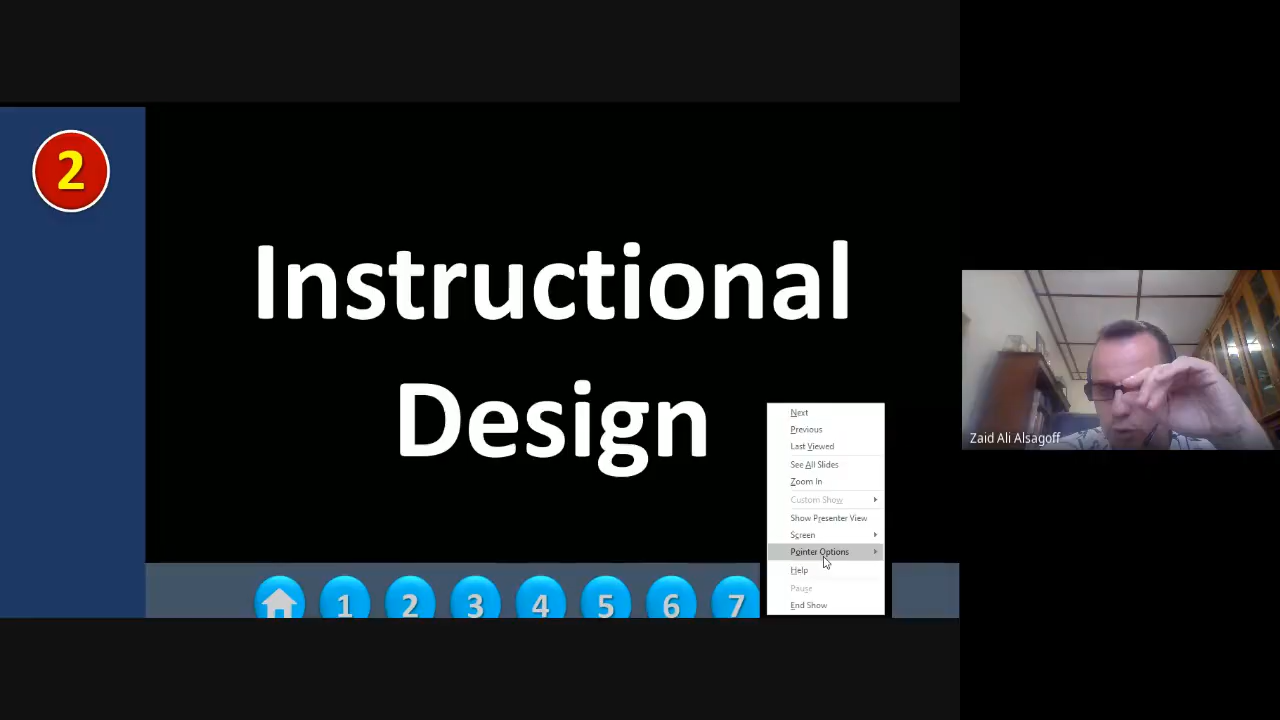 2
Instructional
Design
Next
Previous
Last Viewed
See All Slides
Zoom In
Custom Show
Show Presenter View
Screen
Pointer Options
Help
Pause
End Show
1 2 3 4 5 6 7
Zaid Ali Alsagoff